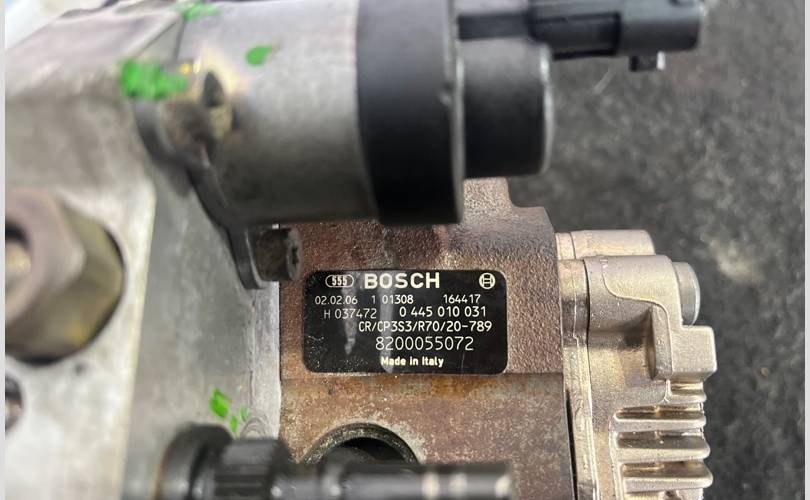 555 BOSCH
02.02.06 1 01308 164417
H 037472 0 445 010 031
CR/CP3S3/R70/20-789
8200055072
Made in Italy